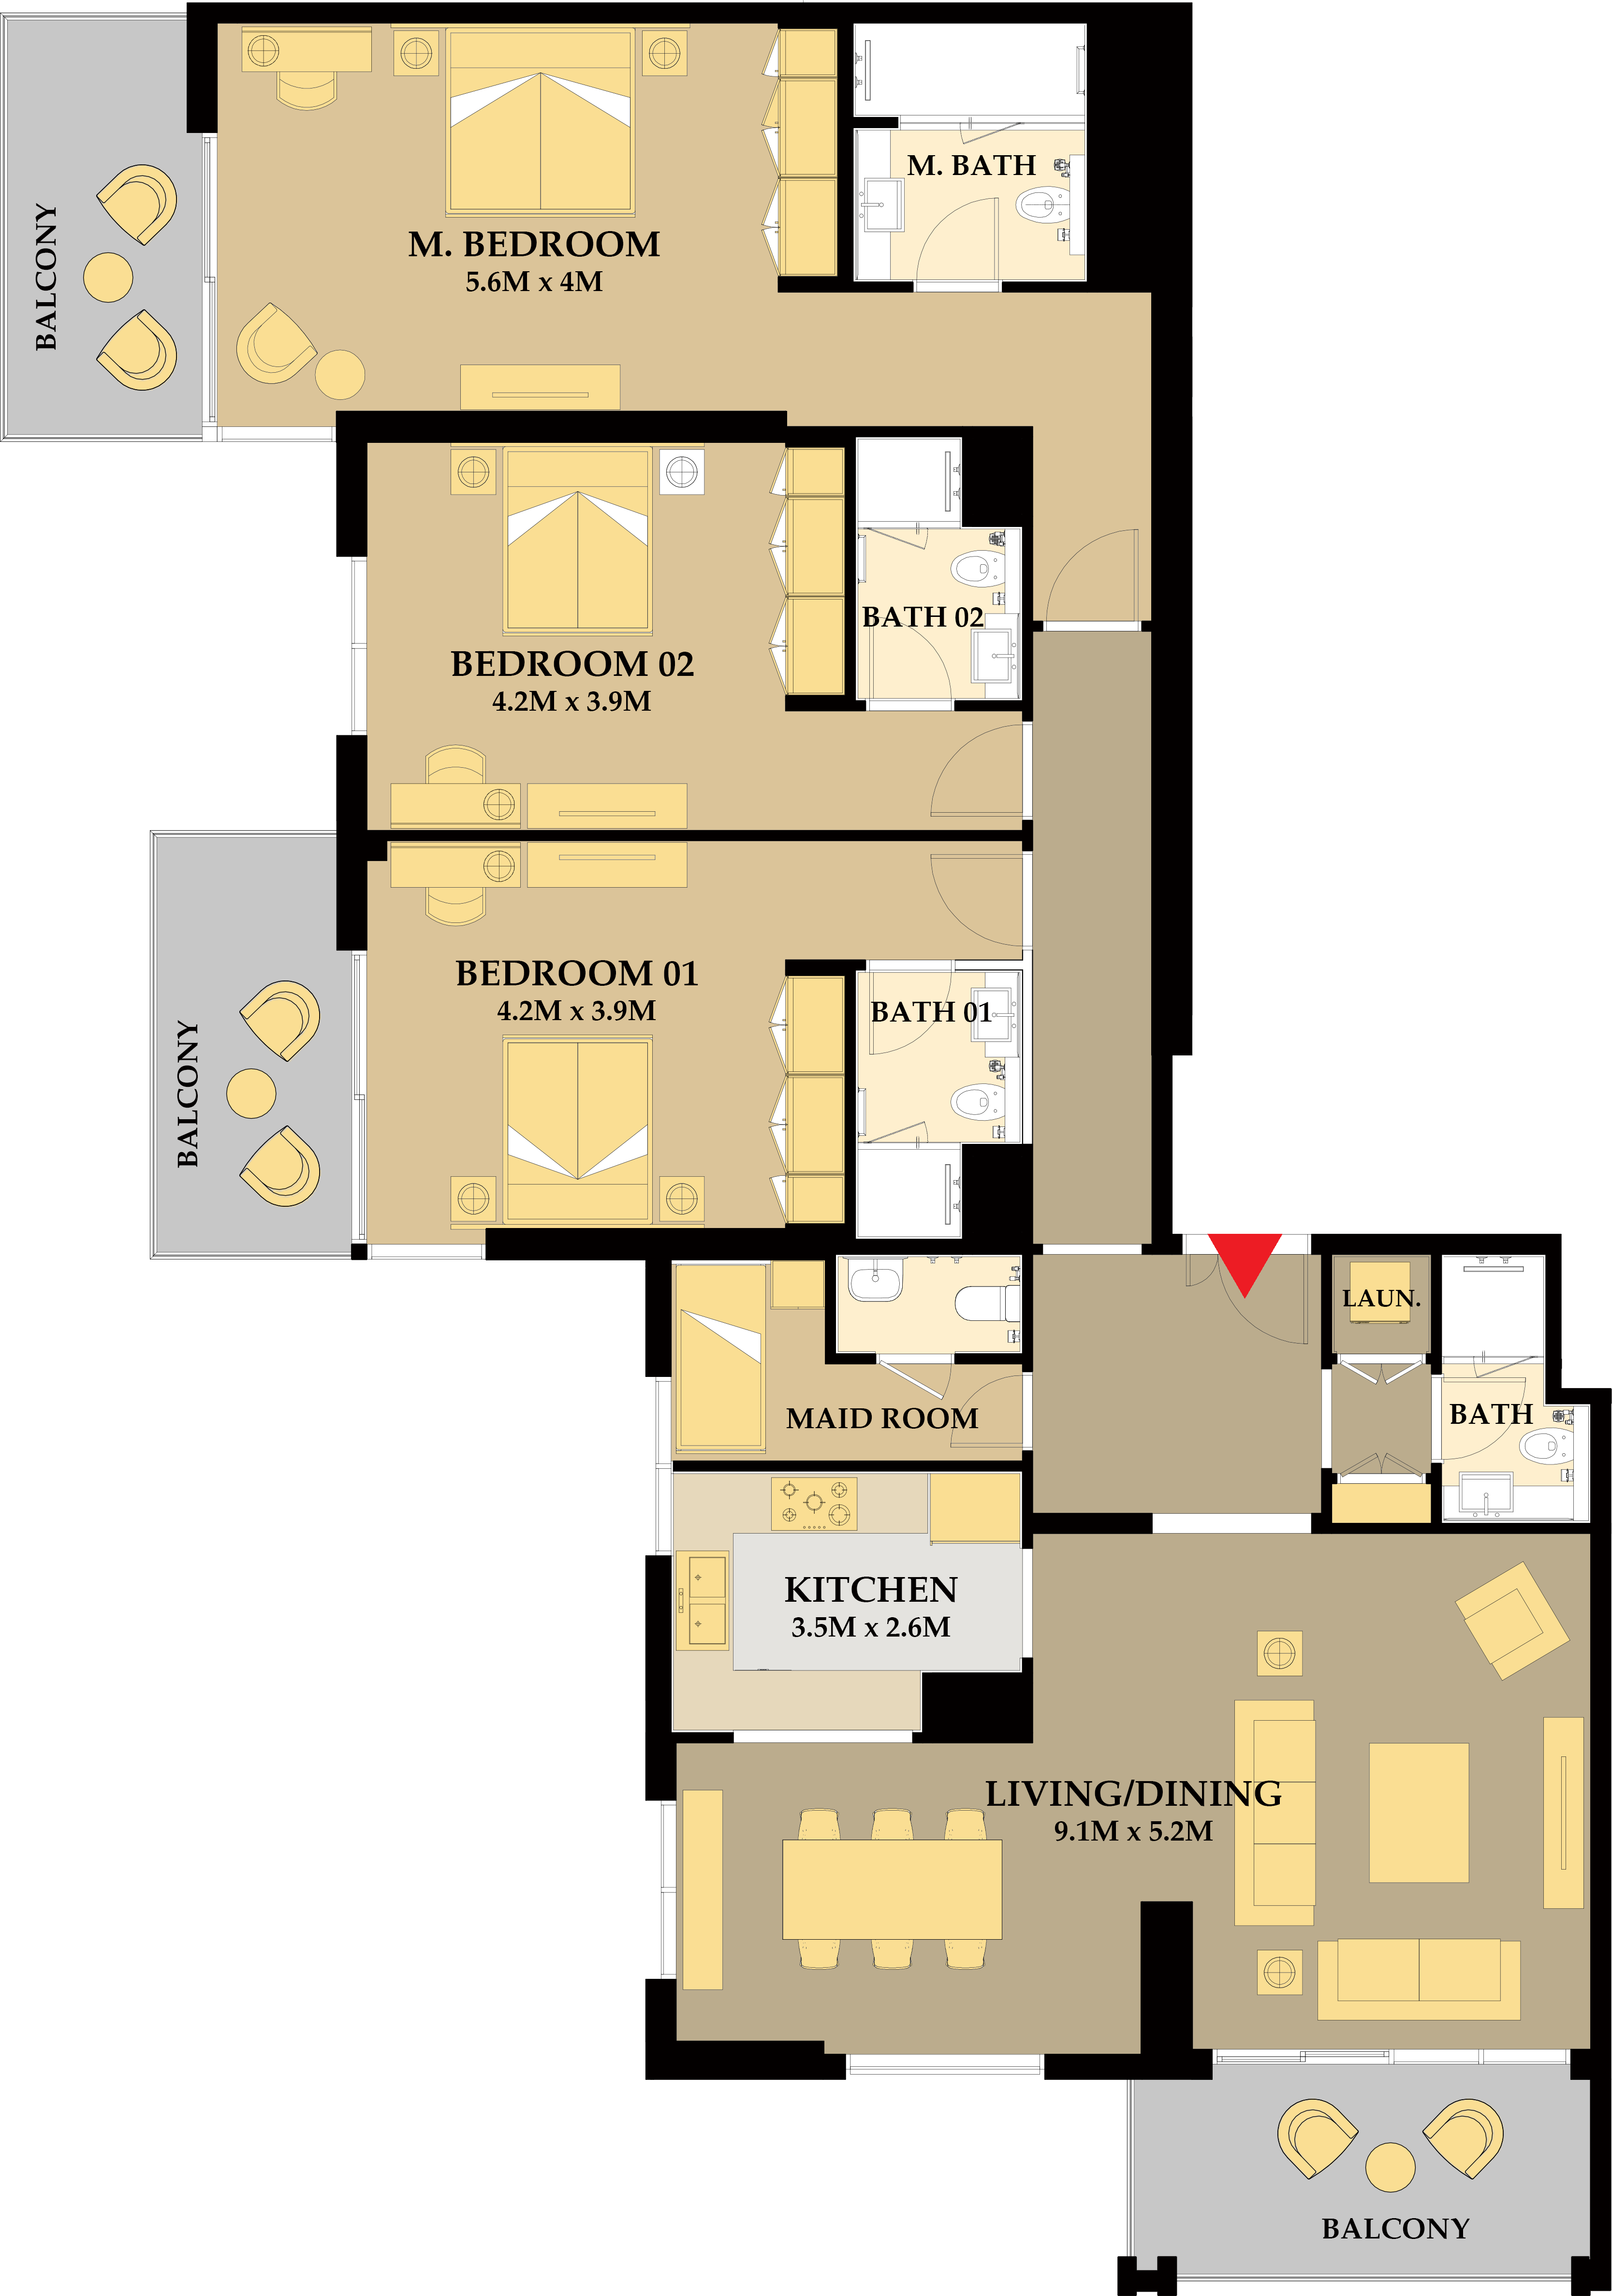 M. BATH
BALCONY
M. BEDROOM
5.6M x 4M
BATH 02
BEDROOM 02
4.2M x 3.9M
BEDROOM 01
4.2M x 3.9M
BATH 01
BALCONY
LAUN.
MAID ROOM
BATH
KITCHEN
3.5M x 2.6M
LIVING/DINING
9.1M x 5.2M
BALCONY